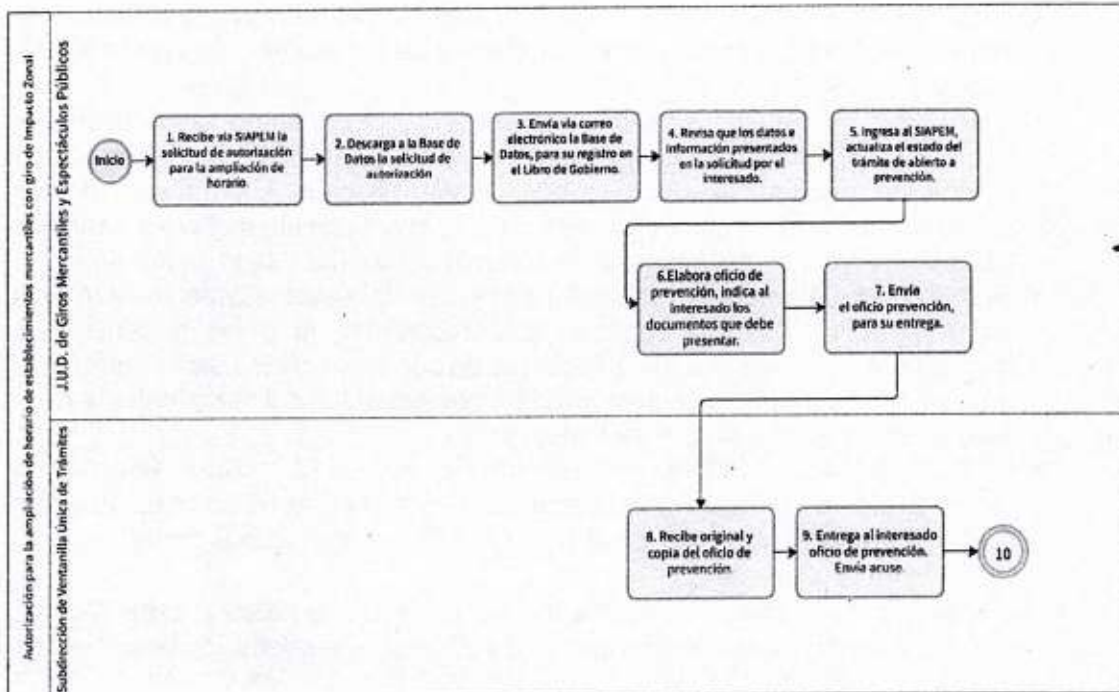 Autorización para la ampliación de horario de establecimientos mercantiles con giro de Impacto Zonal
J.U.D. de Giros Mercantiles y Espectáculos Públicos
Inicio
1. Recibe vía SIAPEM la
solicitud de autorización
para la ampliación de
horario.
2. Descarga a la Base de
Datos la solicitud de
autorización
3. Envía vía correo
electrónico la Base de
Datos, para su registro en
el Libro de Gobierno.
4. Revisa que los datos e
información presentados
en la solicitud por el
interesado.
5. Ingresa al SIAPEM,
actualiza el estado del
trámite de abierto a
prevención.
6.Elabora oficio de
prevención, indica al
interesado los
documentos que debe
presentar.
7. Envía
el oficio prevención,
para su entrega.
Subdirección de Ventanilla Única de Trámites
8. Recibe original y
copia del oficio de
prevención.
9. Entrega al interesado
oficio de prevención.
Envía acuse.
10